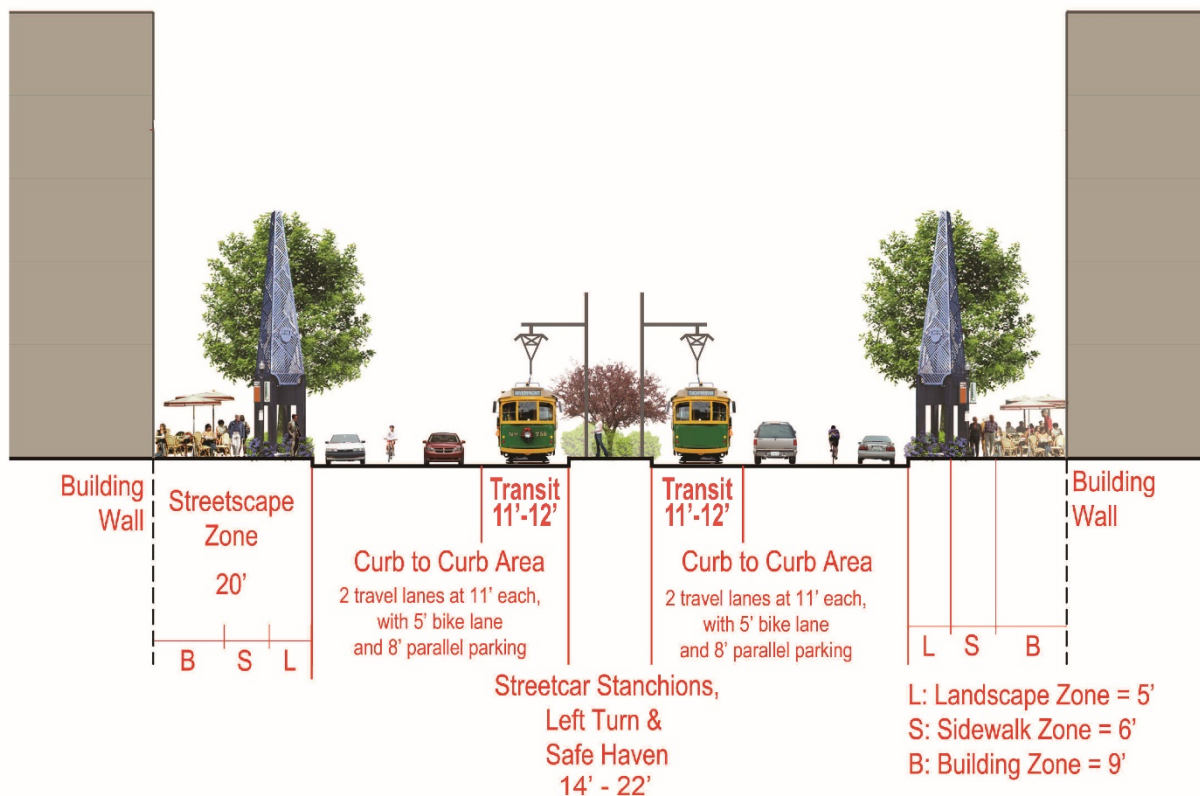 Building
Wall
Streetscape
Zone
20'
B
S
L
Transit
11'-12'
Curb to Curb Area
2 travel lanes at 11' each,
with 5' bike lane
and 8' parallel parking
Streetcar Stanchions,
Left Turn &
Safe Haven
14' - 22'
Transit
11'-12'
Curb to Curb Area
2 travel lanes at 11' each,
with 5' bike lane
and 8' parallel parking
L
S
B
Building
Wall
L: Landscape Zone = 5'
S: Sidewalk Zone = 6'
B: Building Zone = 9'